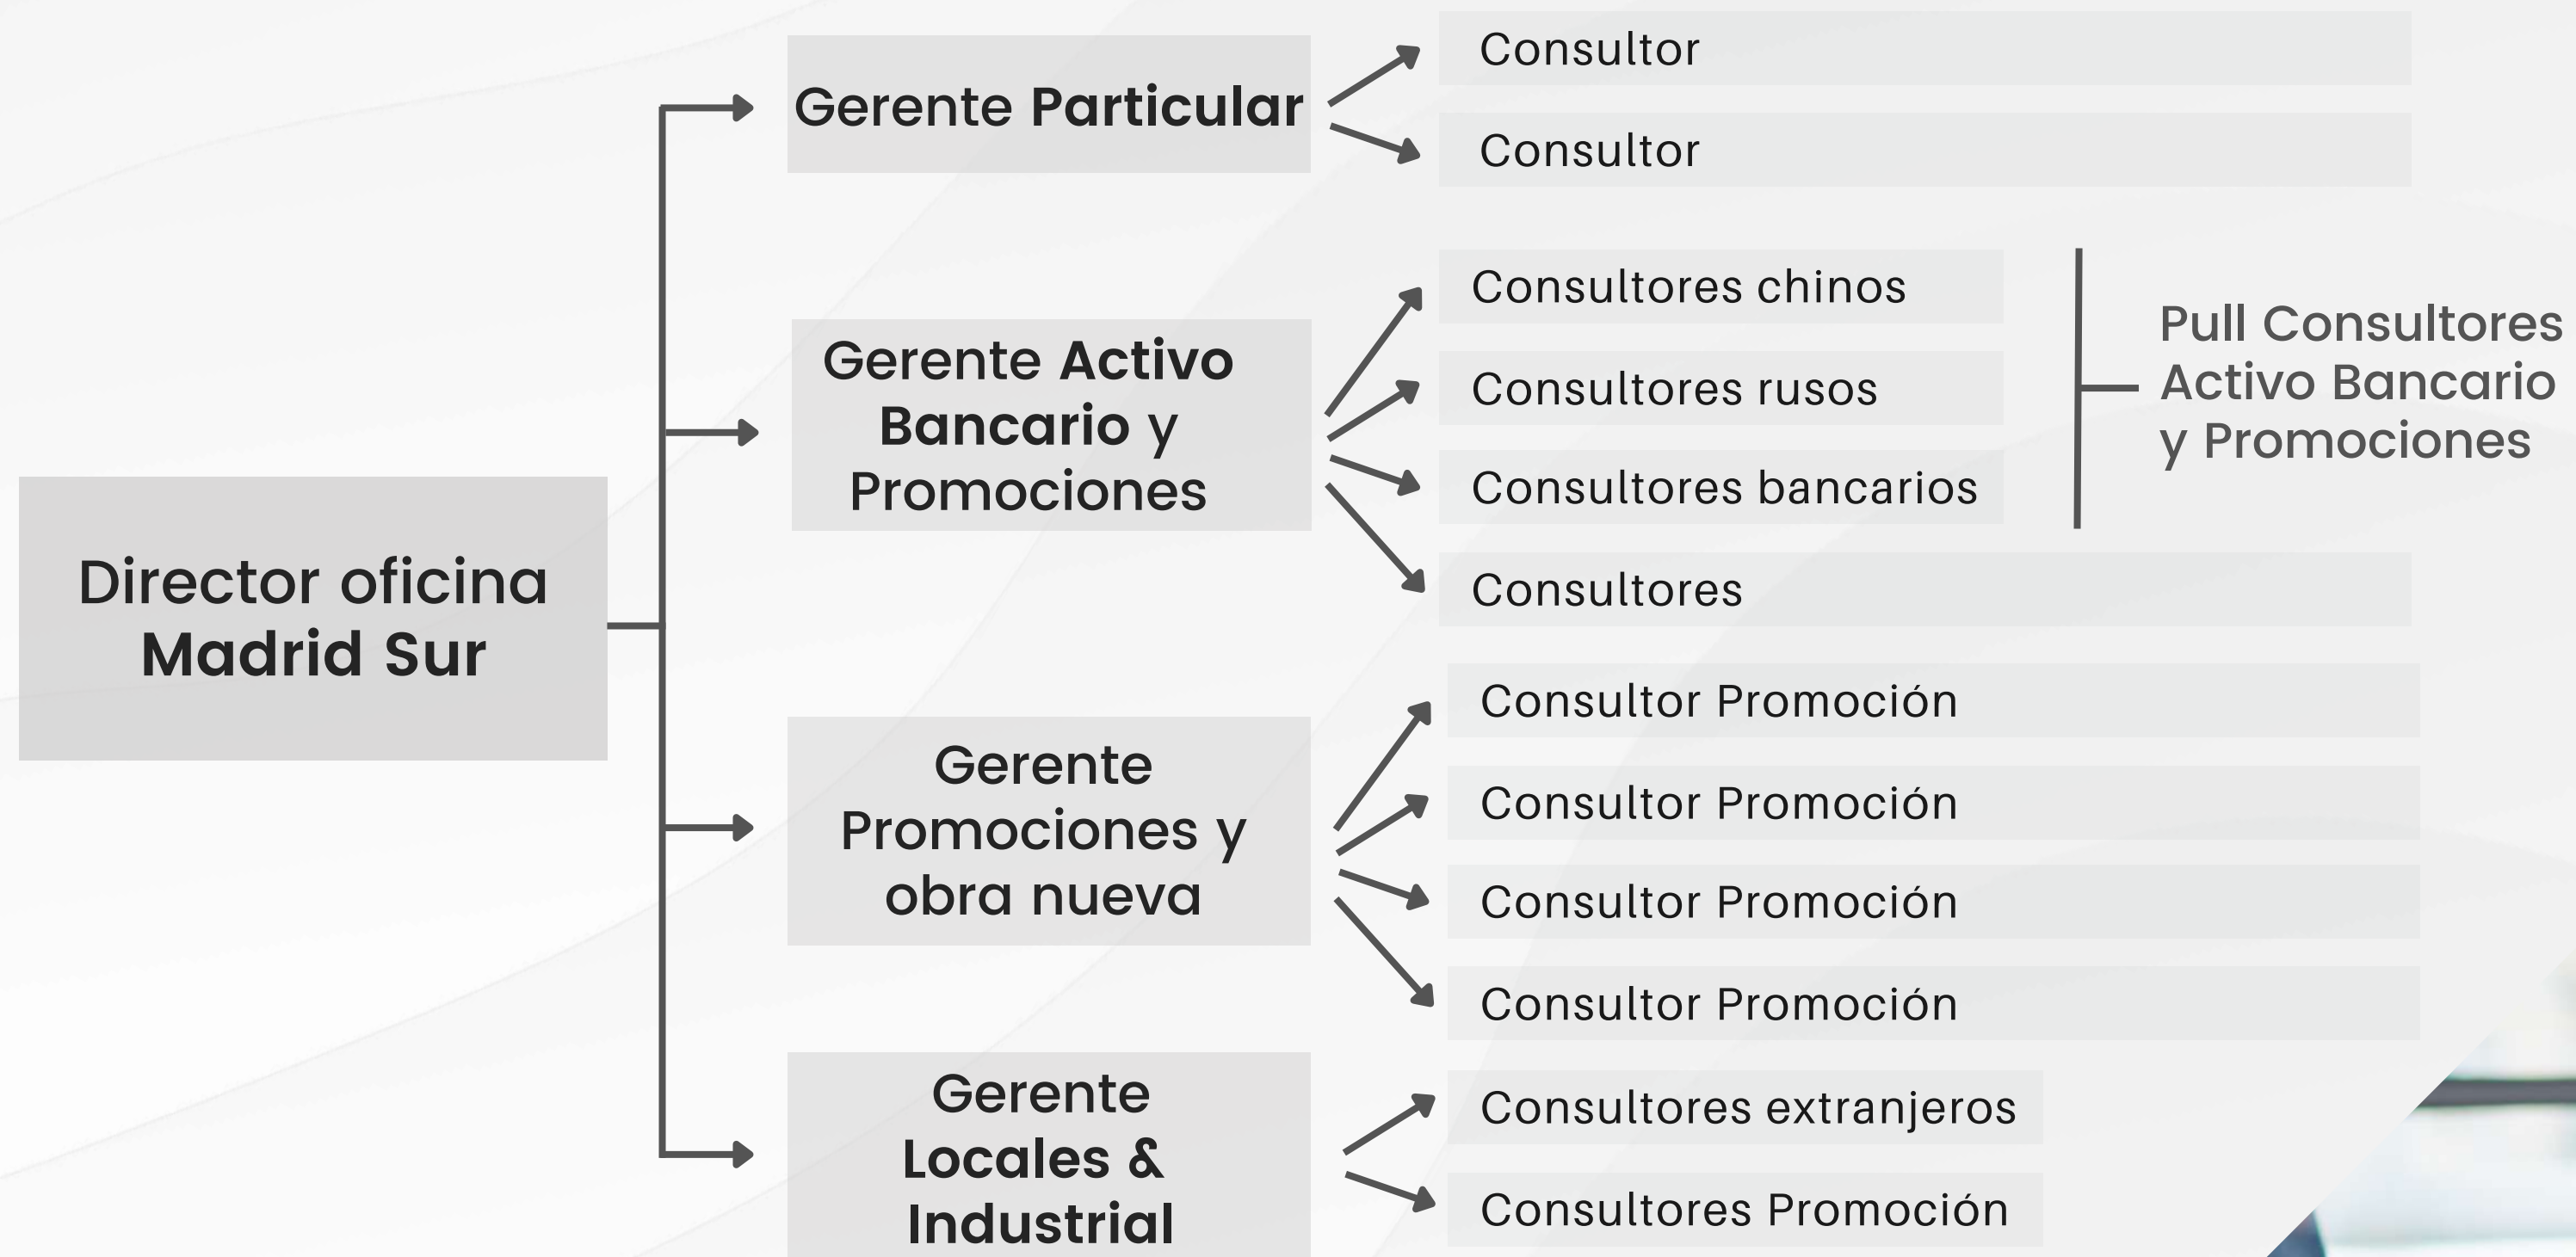 Director oficina
Madrid Sur
Gerente Particular
Consultor
Consultor
Gerente Activo
Bancario y
Promociones
Consultores chinos
Consultores rusos
Consultores bancarios
Consultores
Pull Consultores
Activo Bancario
y Promociones
Gerente
Promociones y
obra nueva
Consultor Promoción
Consultor Promoción
Consultor Promoción
Consultor Promoción
Gerente
Locales &
Industrial
Consultores extranjeros
Consultores Promoción